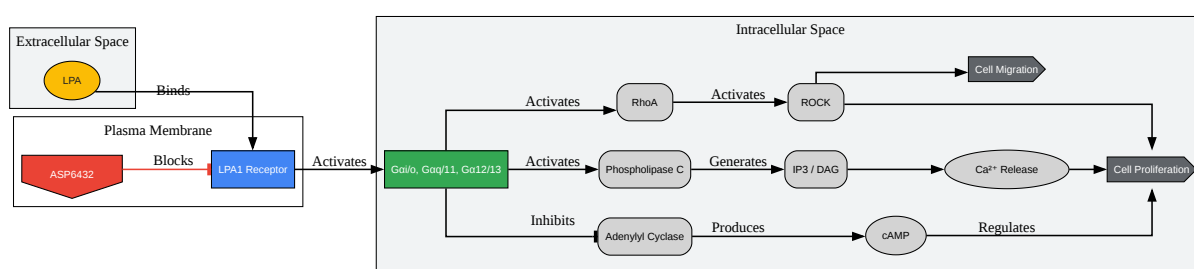 Extracellular Space
LPA
Binds
Plasma Membrane
ASP6432
Blocks
LPA1 Receptor
Activates
Intracellular Space
Gαi/o, Gαq/11, Gα12/13
Activates
RhoA
Activates
ROCK
Cell Migration
Activates
Phospholipase C
Generates
IP3 / DAG
Ca²⁺ Release
Cell Proliferation
Inhibits
Adenylyl Cyclase
Produces
cAMP
Regulates